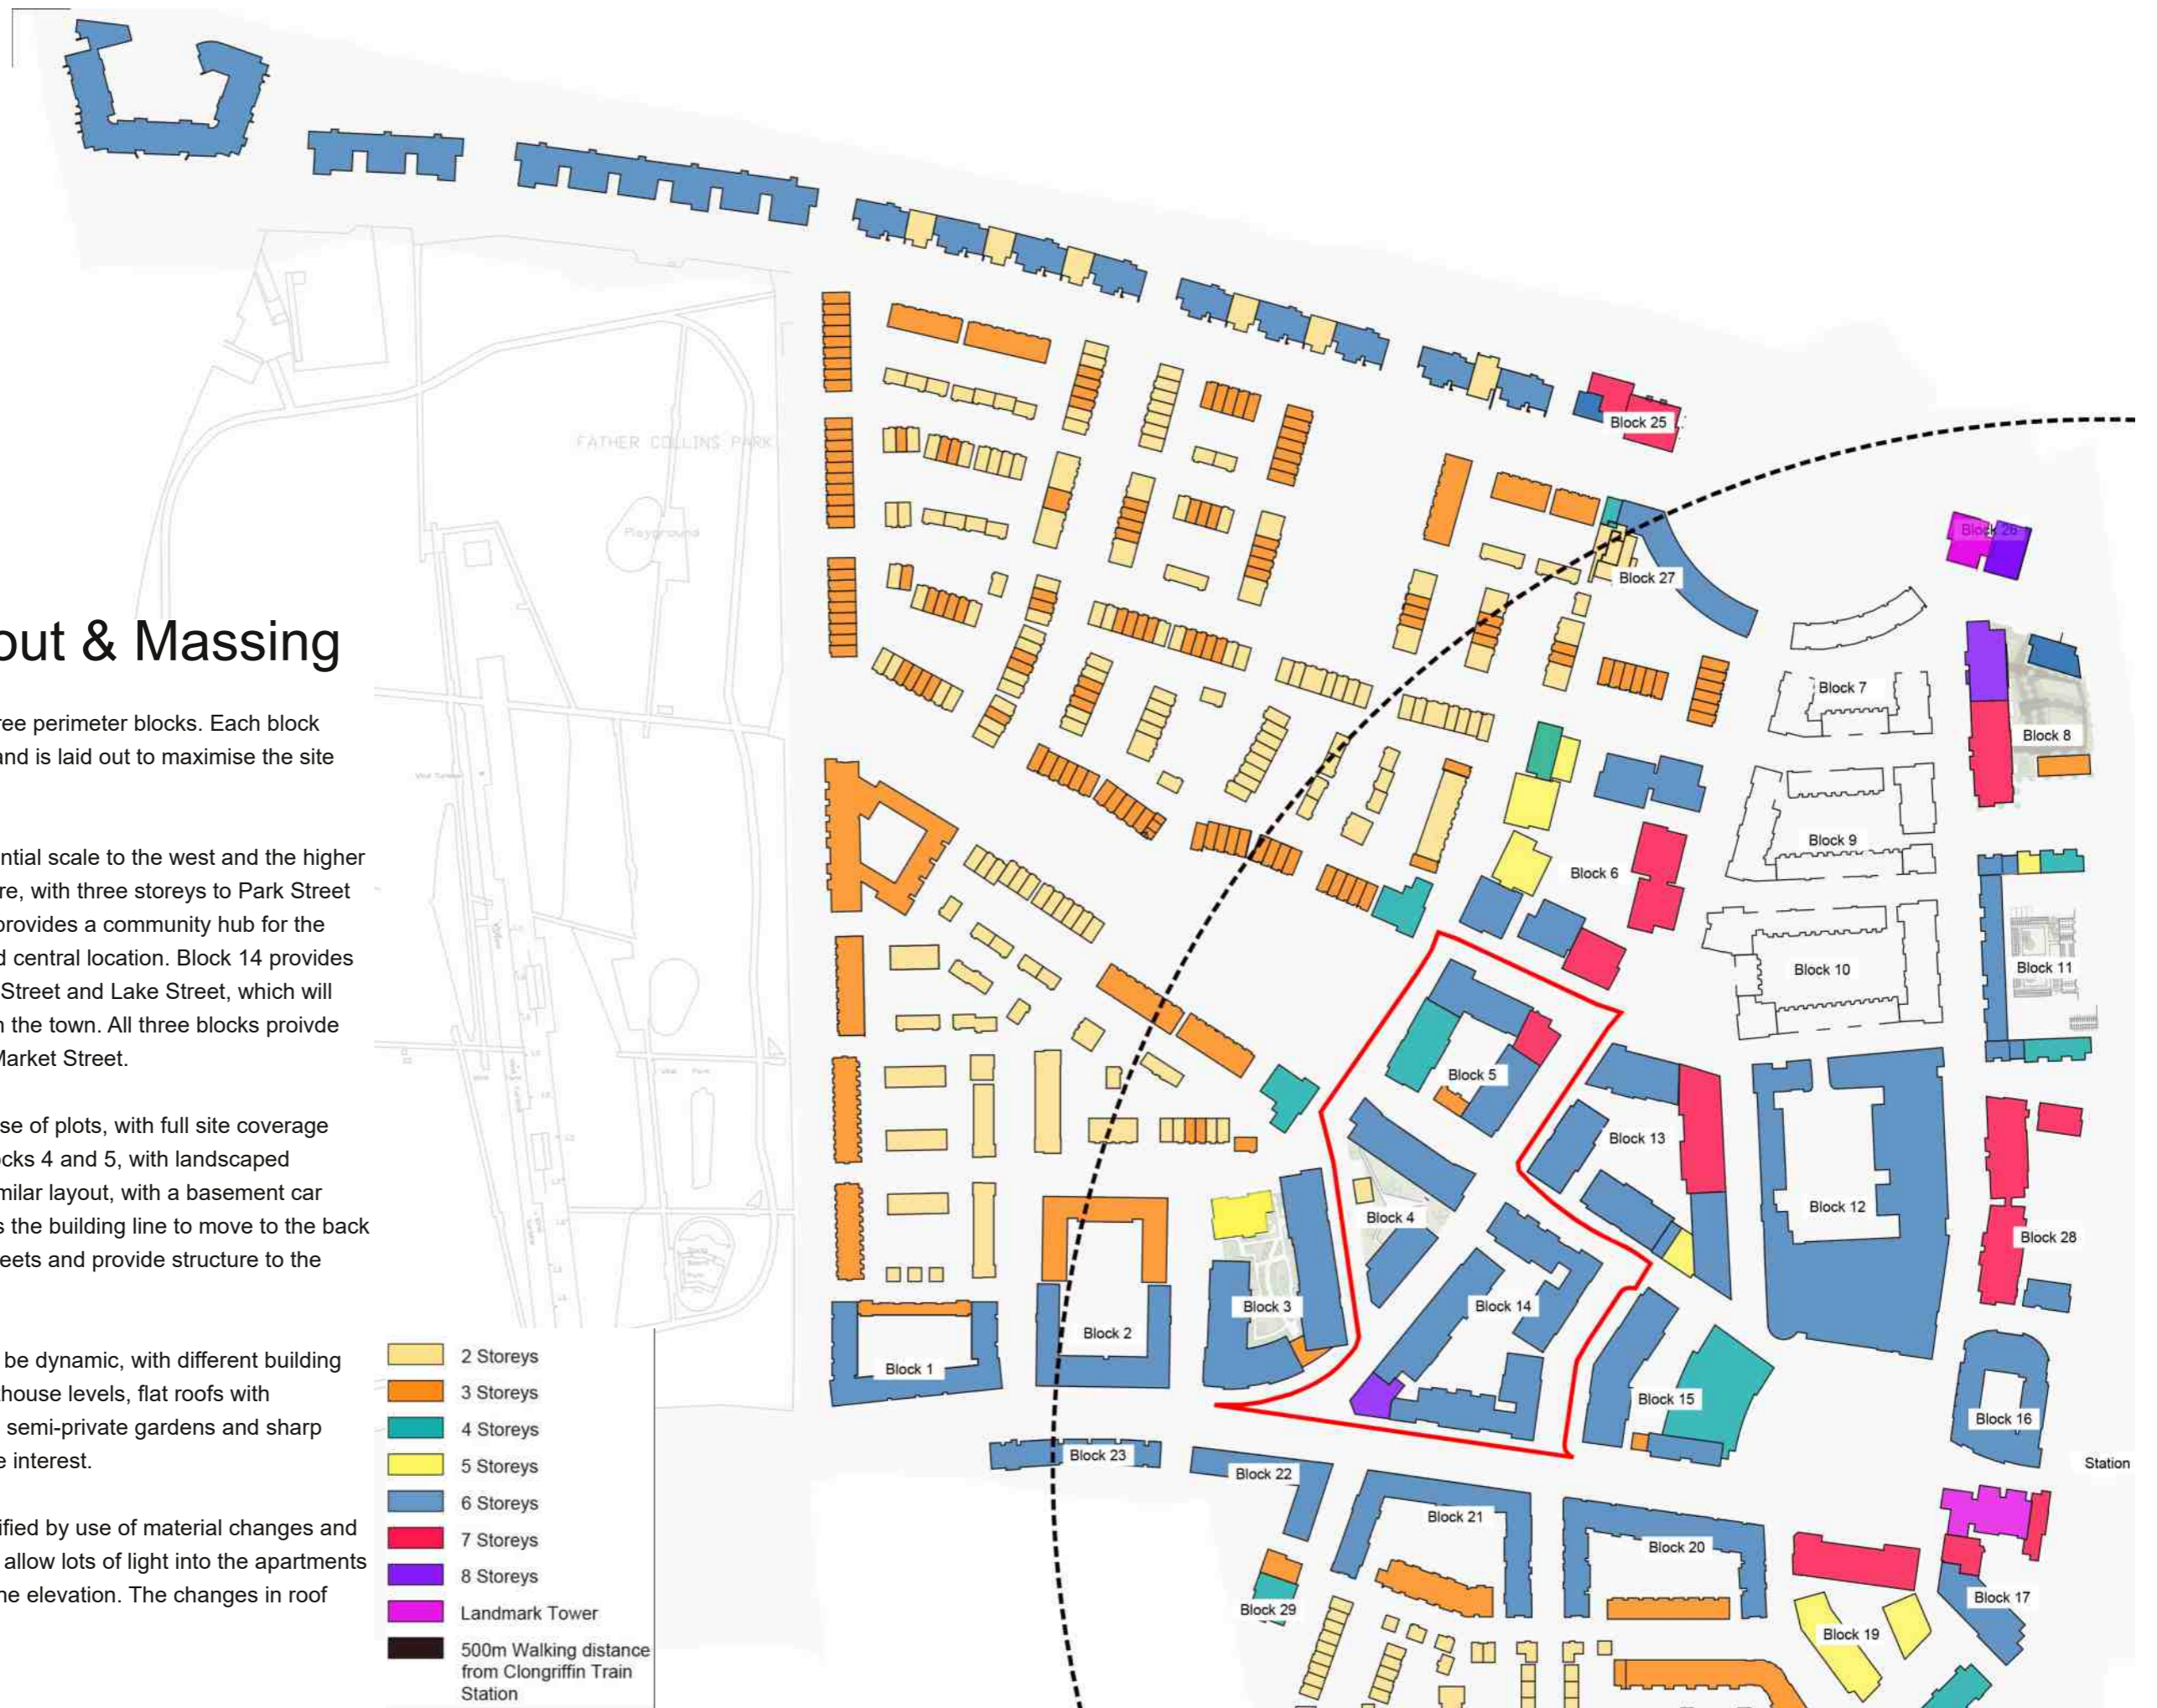 out & Massing
ree perimeter blocks. Each block
and is laid out to maximise the site
ential scale to the west and the higher
re, with three storeys to Park Street
provides a community hub for the
d central location. Block 14 provides
Street and Lake Street, which will
n the town. All three blocks proivde
Market Street.
se of plots, with full site coverage
ocks 4 and 5, with landscaped
milar layout, with a basement car
s the building line to move to the back
reets and provide structure to the
be dynamic, with different building
thouse levels, flat roofs with
semi-private gardens and sharp
e interest.
ified by use of material changes and
allow lots of light into the apartments
he elevation. The changes in roof
2 Storeys
3 Storeys
4 Storeys
5 Storeys
6 Storeys
7 Storeys
8 Storeys
Landmark Tower
500m Walking distance
from Clongriffin Train
Station
FATHER COLLINS PARK
Playground
Block 25
Block 26
Block 27
Block 7
Block 8
Block 9
Block 6
Block 10
Block 11
Block 5
Block 13
Block 12
Block 4
Block 28
Block 3
Block 14
Block 2
Block 1
Block 15
Block 16
Block 23
Block 22
Station
Block 21
Block 20
Block 17
Block 29
Block 19